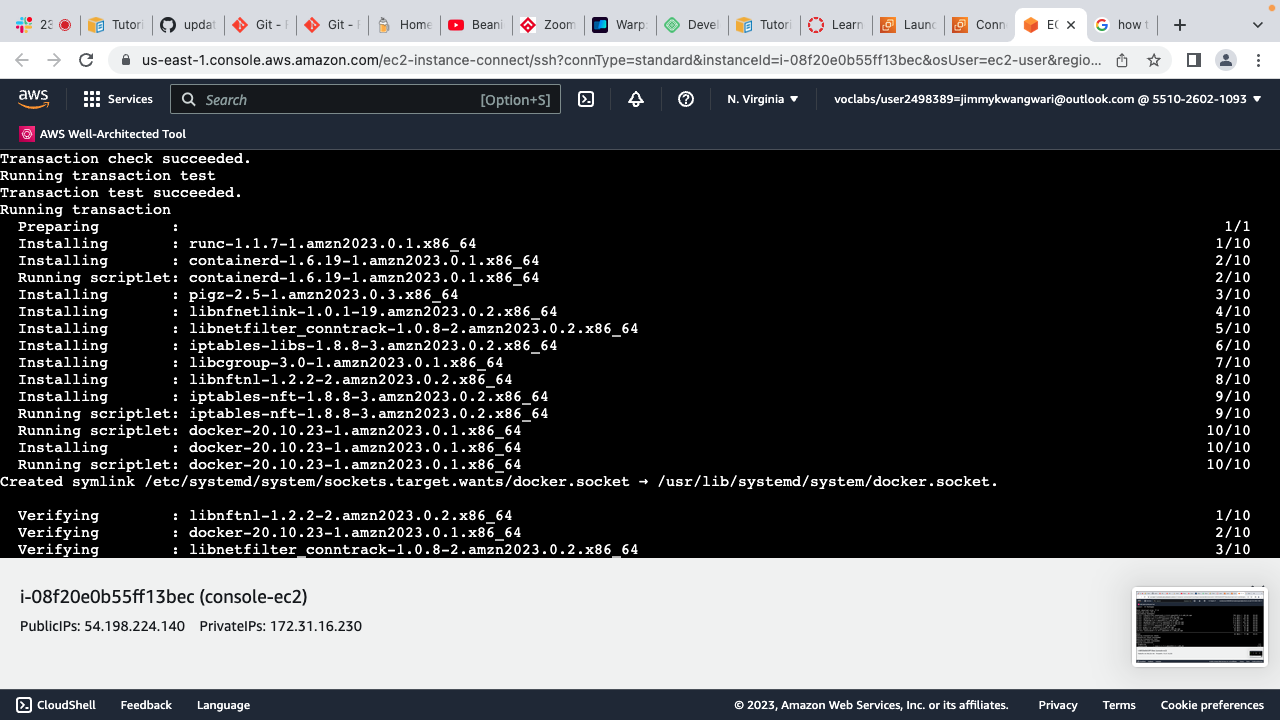 23
Tutori
updat
Git - F
Git - F
Home
Beani
Zoom
Warp:
Deve
Tutori
Learn
Laun
Conn
EC
how t
us-east-1.console.aws.amazon.com/ec2-instance-connect/ssh?connType=standard&instanceId=i-08f20e0b55ff13bec&osUser=ec2-user&regio...
aws
Services
Search
[Option+S]
N. Virginia
voclabs/user2498389=jimmykwangwari@outlook.com @ 5510-2602-1093
AWS Well-Architected Tool
Transaction check succeeded.
Running transaction test
Transaction test succeeded.
Running transaction
Preparing : 1/1
Installing : runc-1.1.7-1.amzn2023.0.1.x86_64 1/10
Installing : containerd-1.6.19-1.amzn2023.0.1.x86_64 2/10
Running scriptlet: containerd-1.6.19-1.amzn2023.0.1.x86_64 2/10
Installing : pigz-2.5-1.amzn2023.0.3.x86_64 3/10
Installing : libnfnetlink-1.0.1-19.amzn2023.0.2.x86_64 4/10
Installing : libnetfilter_conntrack-1.0.8-2.amzn2023.0.2.x86_64 5/10
Installing : iptables-libs-1.8.8-3.amzn2023.0.2.x86_64 6/10
Installing : libcgroup-3.0-1.amzn2023.0.1.x86_64 7/10
Installing : libnftnl-1.2.2-2.amzn2023.0.2.x86_64 8/10
Installing : iptables-nft-1.8.8-3.amzn2023.0.2.x86_64 9/10
Running scriptlet: iptables-nft-1.8.8-3.amzn2023.0.2.x86_64 9/10
Running scriptlet: docker-20.10.23-1.amzn2023.0.1.x86_64 10/10
Installing : docker-20.10.23-1.amzn2023.0.1.x86_64 10/10
Running scriptlet: docker-20.10.23-1.amzn2023.0.1.x86_64 10/10
Created symlink /etc/systemd/system/sockets.target.wants/docker.socket → /usr/lib/systemd/system/docker.socket.
Verifying : libnftnl-1.2.2-2.amzn2023.0.2.x86_64 1/10
Verifying : docker-20.10.23-1.amzn2023.0.1.x86_64 2/10
Verifying : libnetfilter_conntrack-1.0.8-2.amzn2023.0.2.x86_64 3/10
i-08f20e0b55ff13bec (console-ec2)
PublicIPs: 54.198.224.140 PrivateIPs: 172.31.16.230
CloudShell
Feedback
Language
© 2023, Amazon Web Services, Inc. or its affiliates.
Privacy
Terms
Cookie preferences